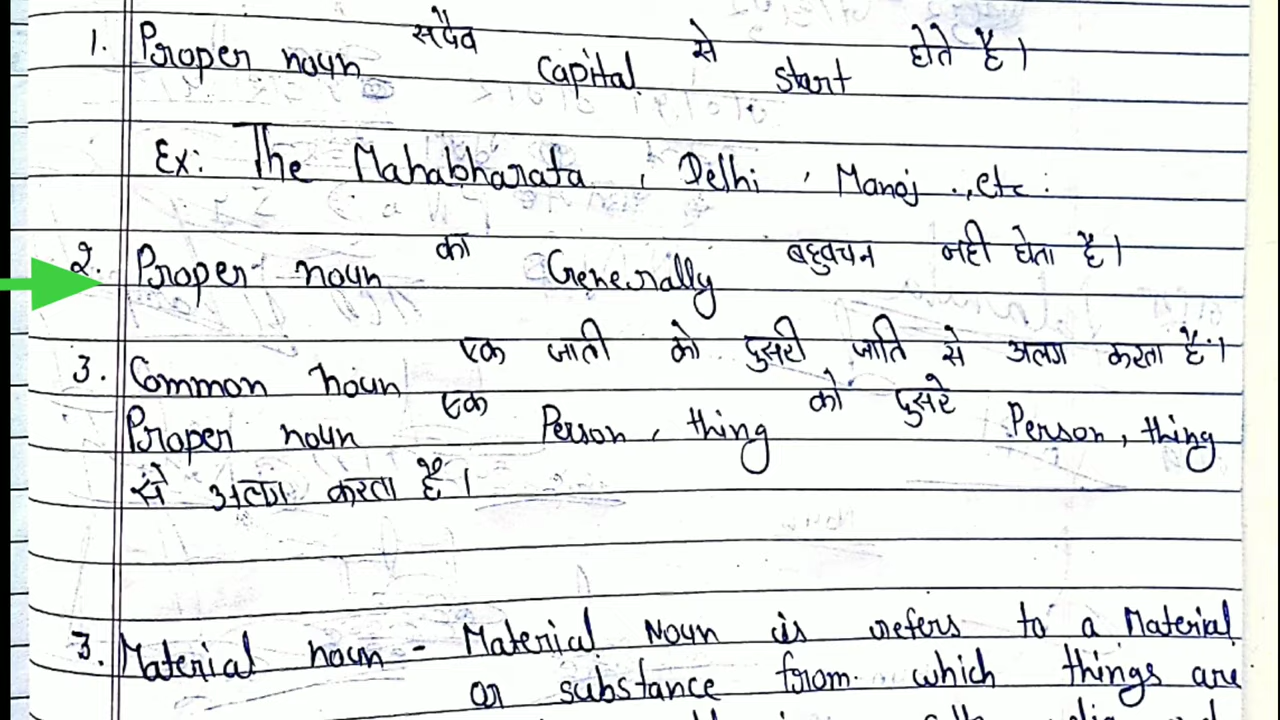 1. Proper noun सदैव Capital से start होते है।
Ex: The Mahabharata, Delhi, Manoj .,etc.
2. Proper noun का Generally बहुवचन नही होता है।
3. Common noun एक जाती को दुसरी जाति से अलग करता है।
Proper noun एक Person, thing को दुसरे Person, thing
से अलग करता है।
3. Material noun - Material Noun is refers to a Material
or substance from which things are